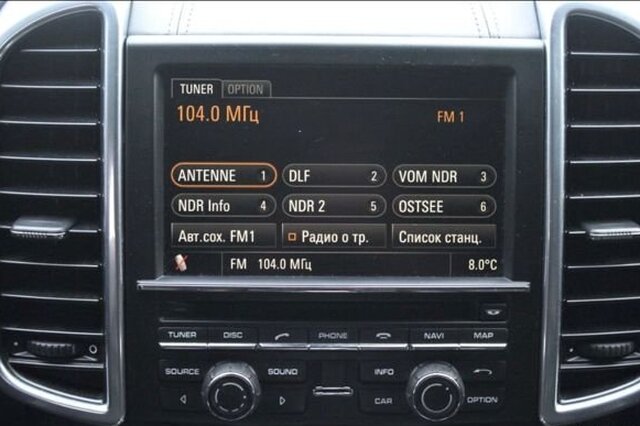 TUNER OPTION
104.0 МГц FM 1
ANTENNE 1 DLF 2 VOM NDR 3
NDR Info 4 NDR 2 5 OSTSEE 6
Авт.сох. FM1 Радио о тр. Список станц.
FM 104.0 МГц 8.0°C
TUNER DISC PHONE NAVI MAP
SOURCE SOUND INFO
CAR OPTION